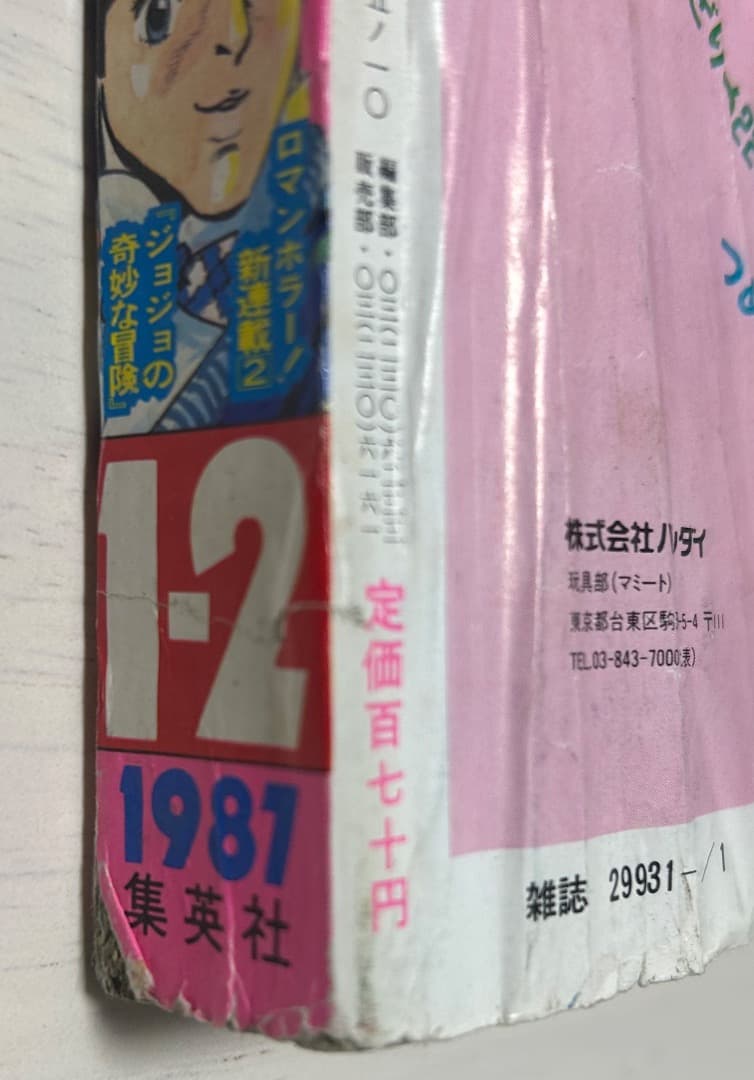 ロマンホラー!
新連載②
『ジョジョの
奇妙な冒険』
1-2
1987
集英社
編集部・
販売部・
定価百七十円
株式会社バンダイ
玩具部(マミート)
東京都台東区駒
5-4 〒111
TEL.03-843-7000(表)
雑誌 29931-/1